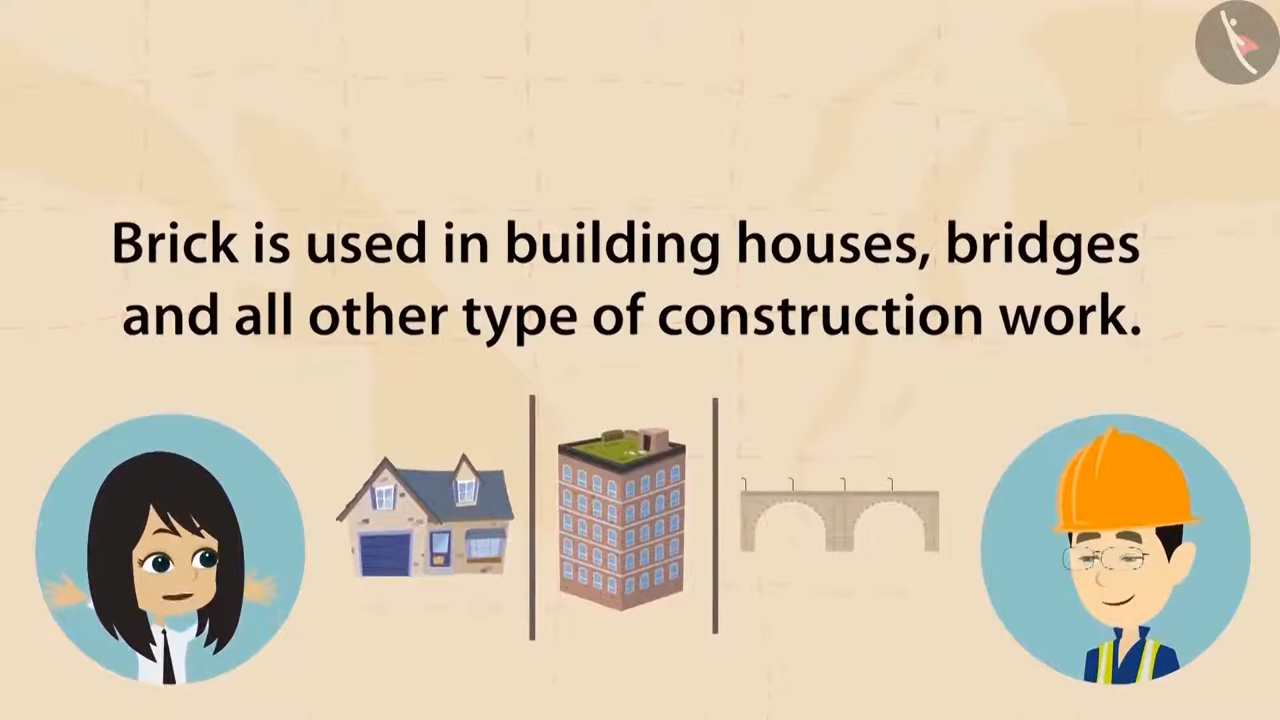 Brick is used in building houses, bridges
and all other type of construction work.